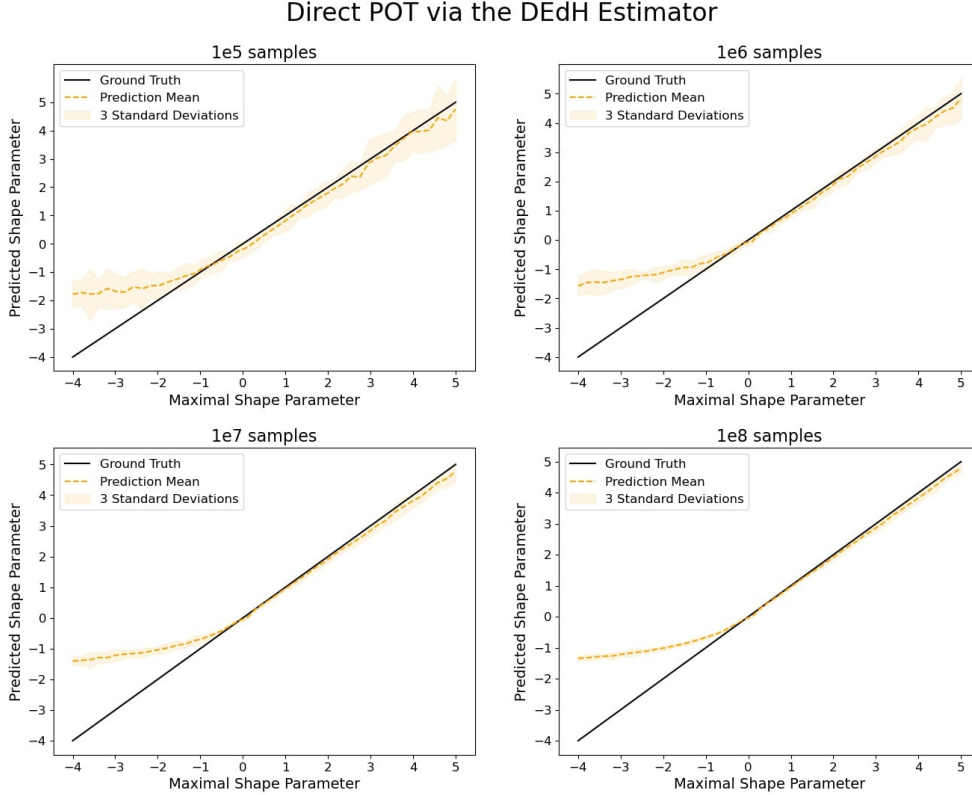 Direct POT via the DEdH Estimator
1e5 samples
Ground Truth
Prediction Mean
3 Standard Deviations
5
4
3
2
1
0
−1
−2
−3
−4
Predicted Shape Parameter
−4 −3 −2 −1 0 1 2 3 4 5
Maximal Shape Parameter
1e6 samples
Ground Truth
Prediction Mean
3 Standard Deviations
5
4
3
2
1
0
−1
−2
−3
−4
Predicted Shape Parameter
−4 −3 −2 −1 0 1 2 3 4 5
Maximal Shape Parameter
1e7 samples
Ground Truth
Prediction Mean
3 Standard Deviations
5
4
3
2
1
0
−1
−2
−3
−4
Predicted Shape Parameter
−4 −3 −2 −1 0 1 2 3 4 5
Maximal Shape Parameter
1e8 samples
Ground Truth
Prediction Mean
3 Standard Deviations
5
4
3
2
1
0
−1
−2
−3
−4
Predicted Shape Parameter
−4 −3 −2 −1 0 1 2 3 4 5
Maximal Shape Parameter